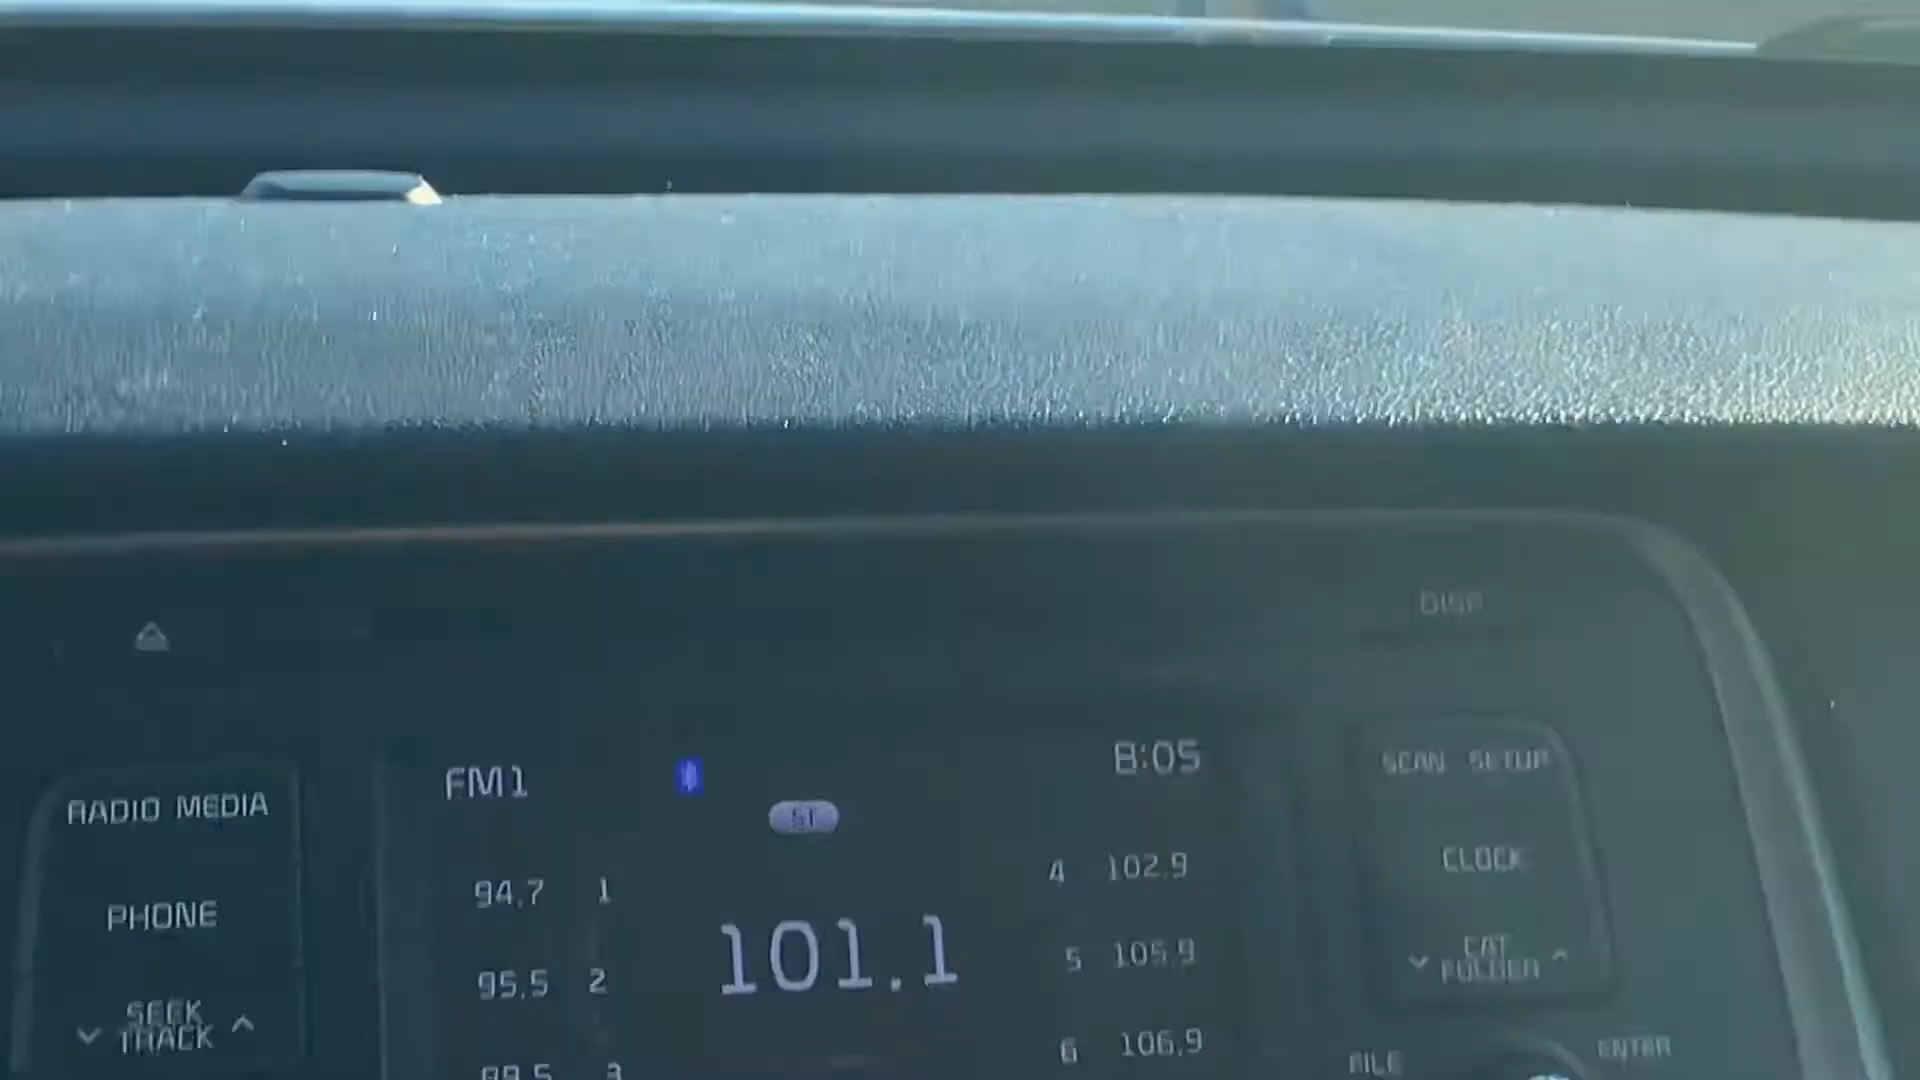 DISP
FM1
8:05
SCAN SETUP
RADIO MEDIA
ST
CLOCK
94.7 1
4 102.9
PHONE
101.1
CAT
FOLDER
95.5 2
5 105.9
SEEK
TRACK
6 106.9
FILE
ENTER
3